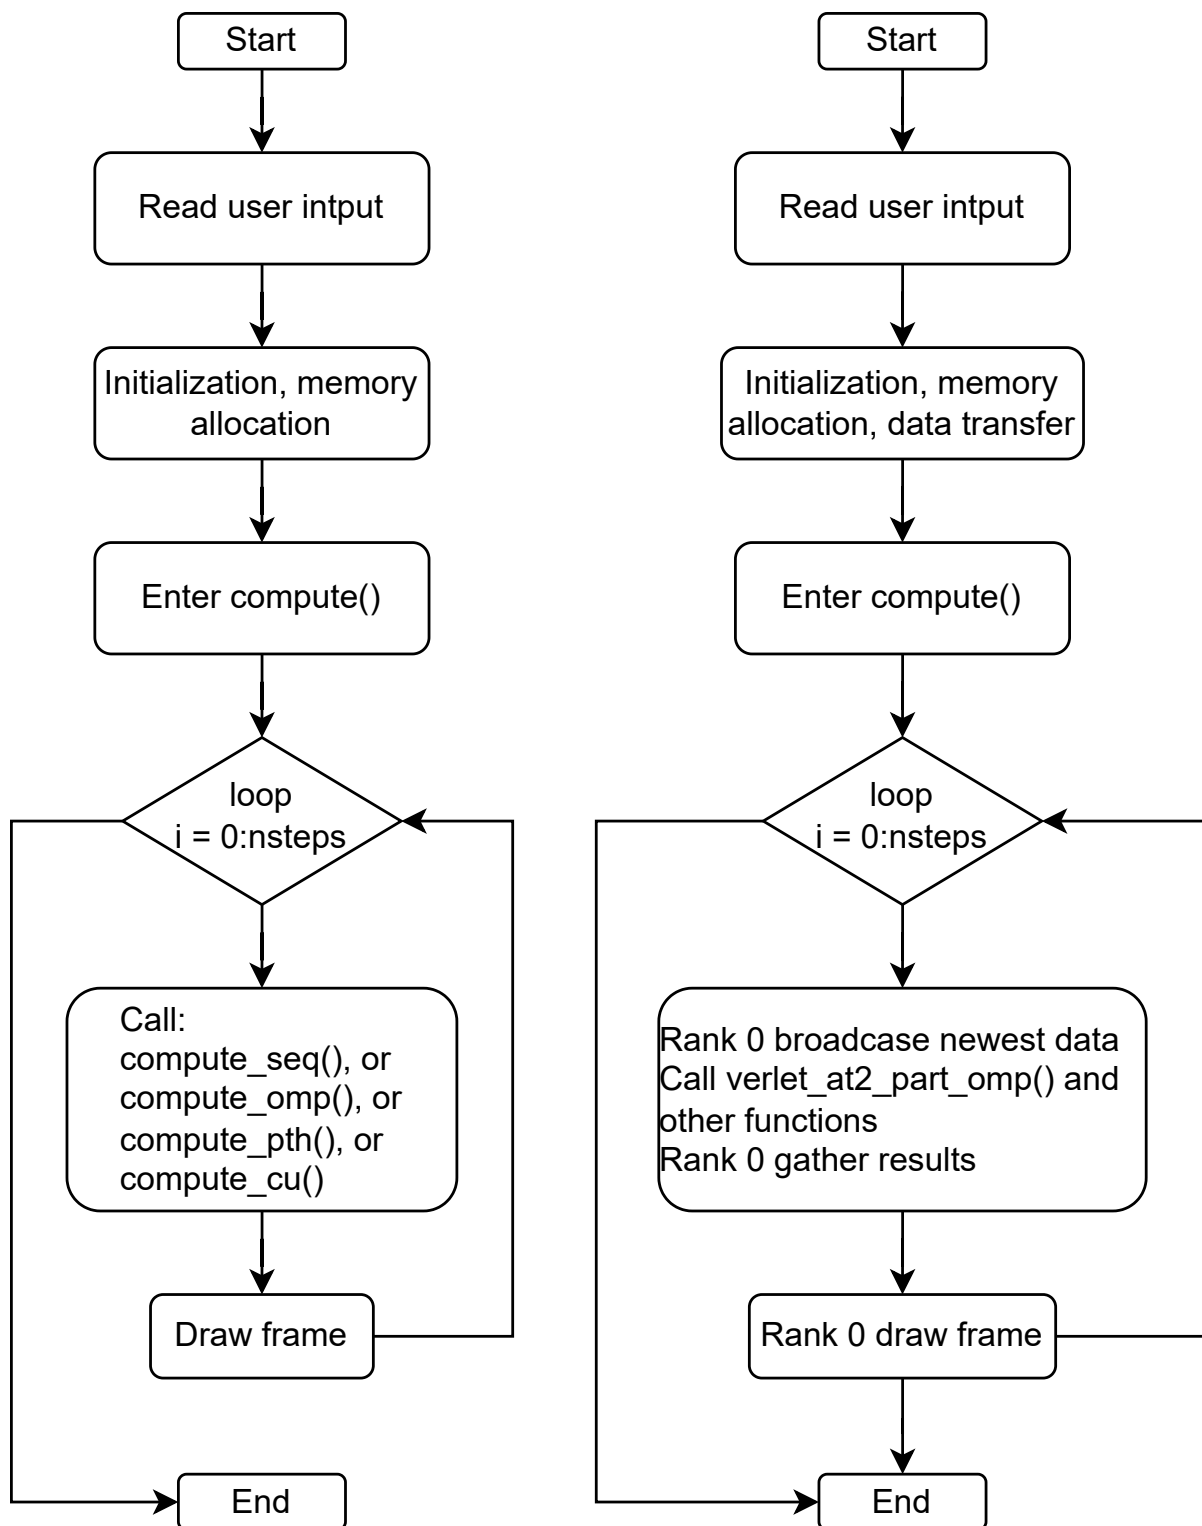 Start
Read user intput
Initialization, memory
allocation
Enter compute()
loop
i = 0:nsteps
Call:
compute_seq(), or
compute_omp(), or
compute_pth(), or
compute_cu()
Draw frame
End
Start
Read user intput
Initialization, memory
allocation, data transfer
Enter compute()
loop
i = 0:nsteps
Rank 0 broadcase newest data
Call verlet_at2_part_omp() and
other functions
Rank 0 gather results
Rank 0 draw frame
End